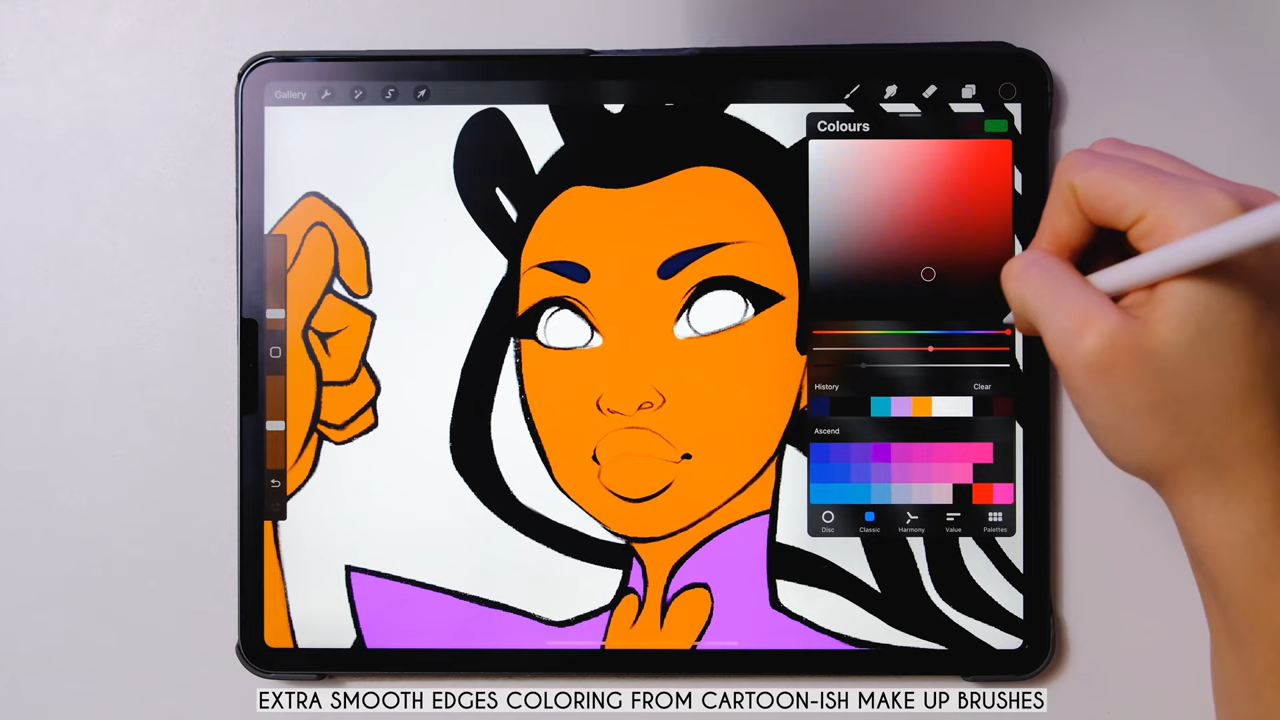 Gallery
Colours
History
Clear
Ascend
Disc
Classic
Harmony
Value
Palettes
EXTRA SMOOTH EDGES COLORING FROM CARTOON-ISH MAKE UP BRUSHES